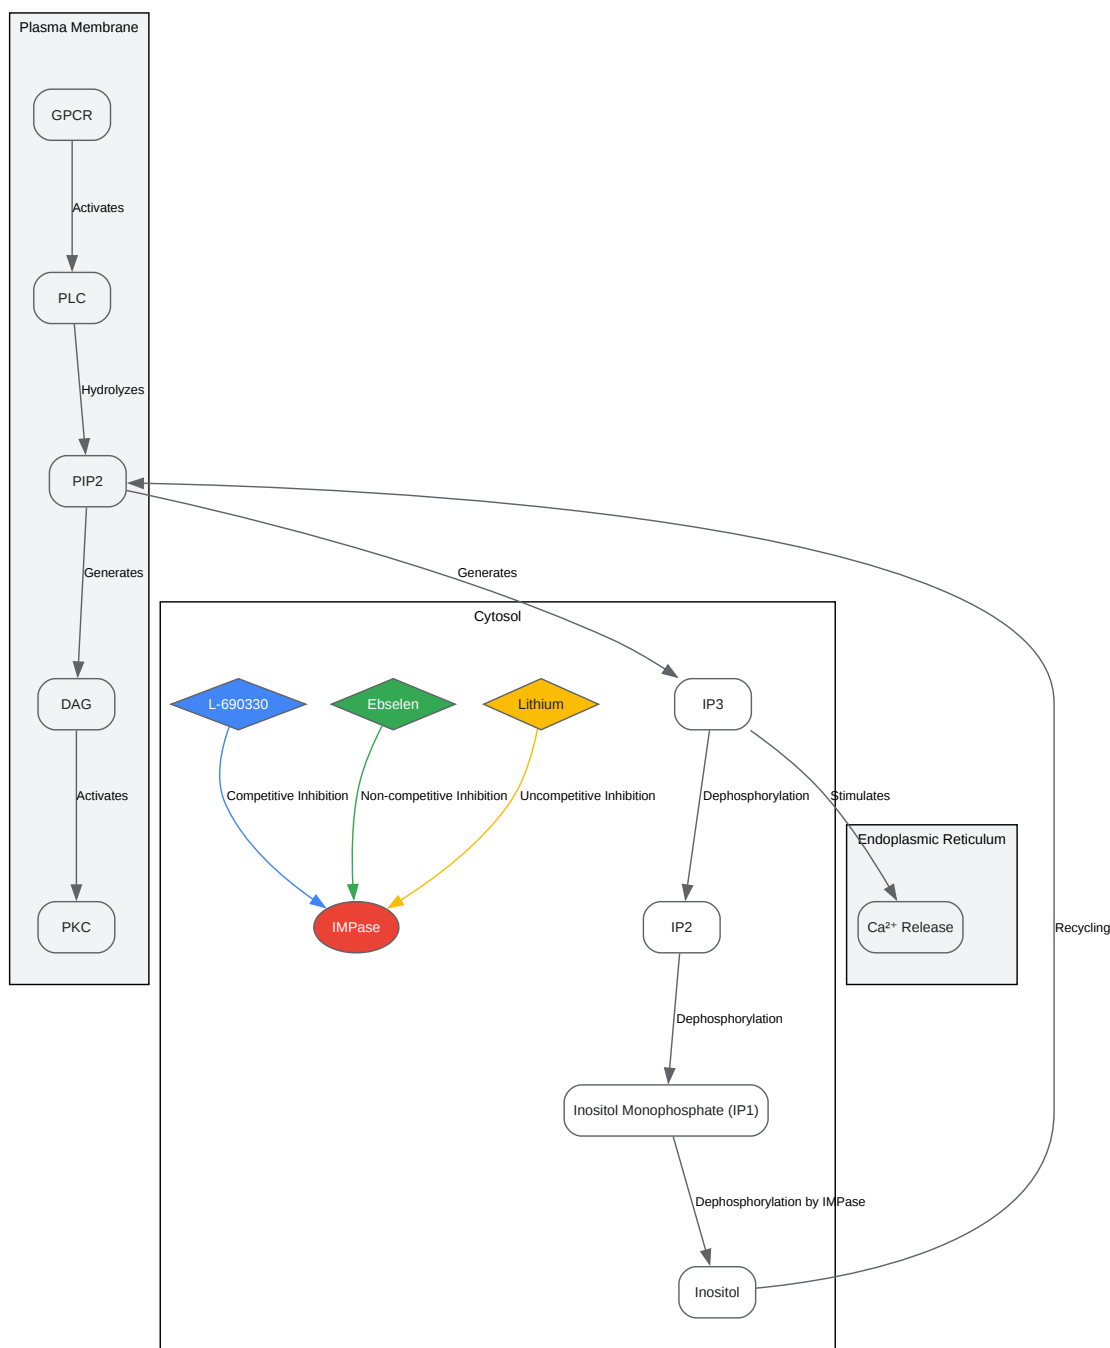 Plasma Membrane
GPCR
Activates
PLC
Hydrolyzes
PIP2
Generates
Generates
Cytosol
L-690330
Ebselen
Lithium
IP3
DAG
Activates
Competitive Inhibition
Non-competitive Inhibition
Uncompetitive Inhibition
Dephosphorylation
Stimulates
Endoplasmic Reticulum
PKC
IMPase
IP2
Ca²⁺ Release
Recycling
Dephosphorylation
Inositol Monophosphate (IP1)
Dephosphorylation by IMPase
Inositol